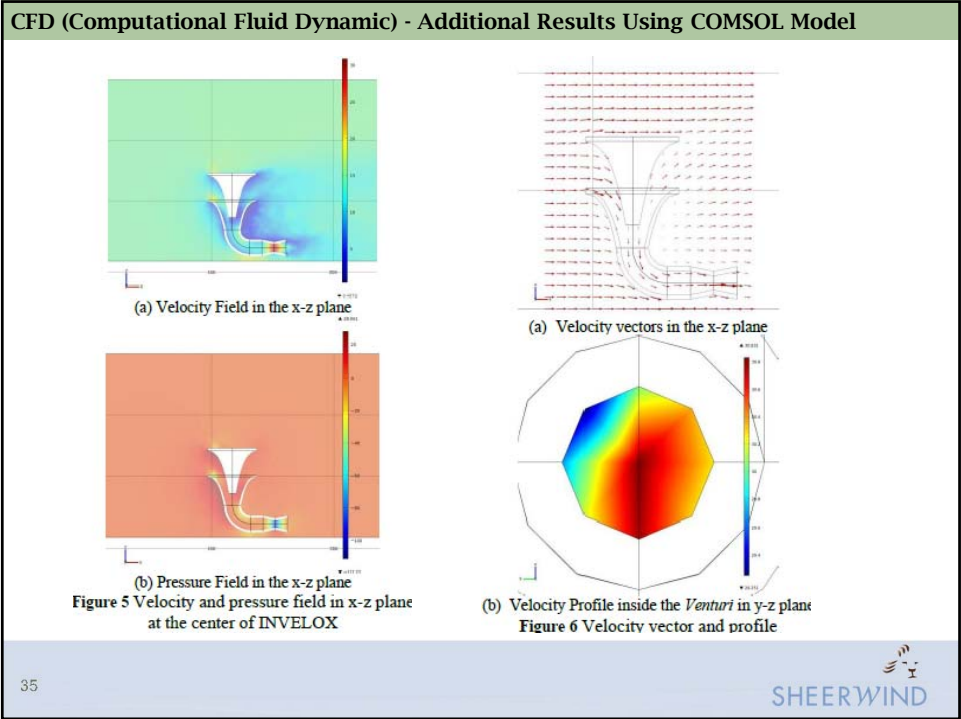 CFD (Computational Fluid Dynamic) - Additional Results Using COMSOL Model
(a) Velocity Field in the x-z plane
(b) Pressure Field in the x-z plane
Figure 5 Velocity and pressure field in x-z plane
at the center of INVELOX
(a) Velocity vectors in the x-z plane
(b) Velocity Profile inside the Venturi in y-z plane
Figure 6 Velocity vector and profile
35
SHEERWIND